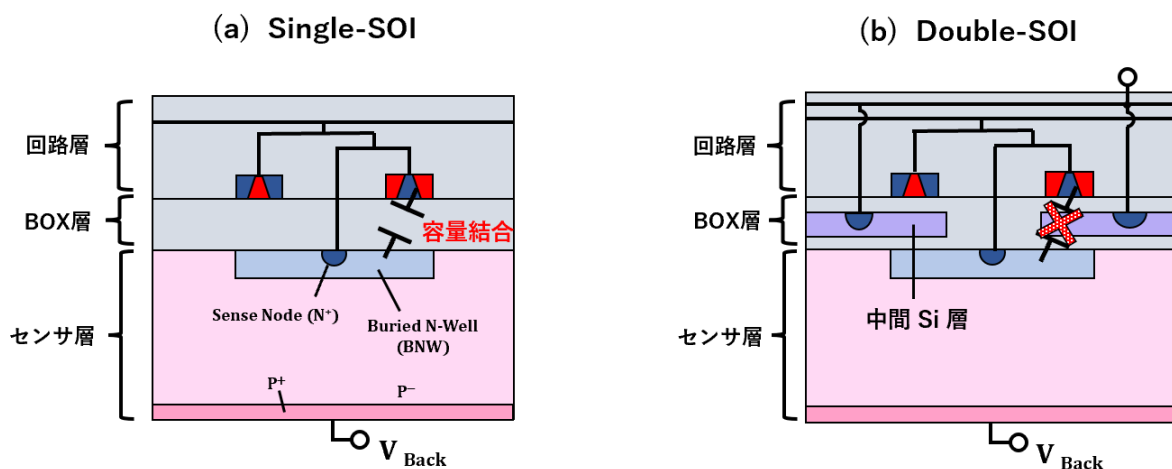 (a) Single-SOI
回路層
BOX層
センサ層
容量結合
Sense Node (N⁺)
Buried N-Well
(BNW)
P⁺
P⁻
V Back
(b) Double-SOI
回路層
BOX層
センサ層
中間 Si 層
V Back